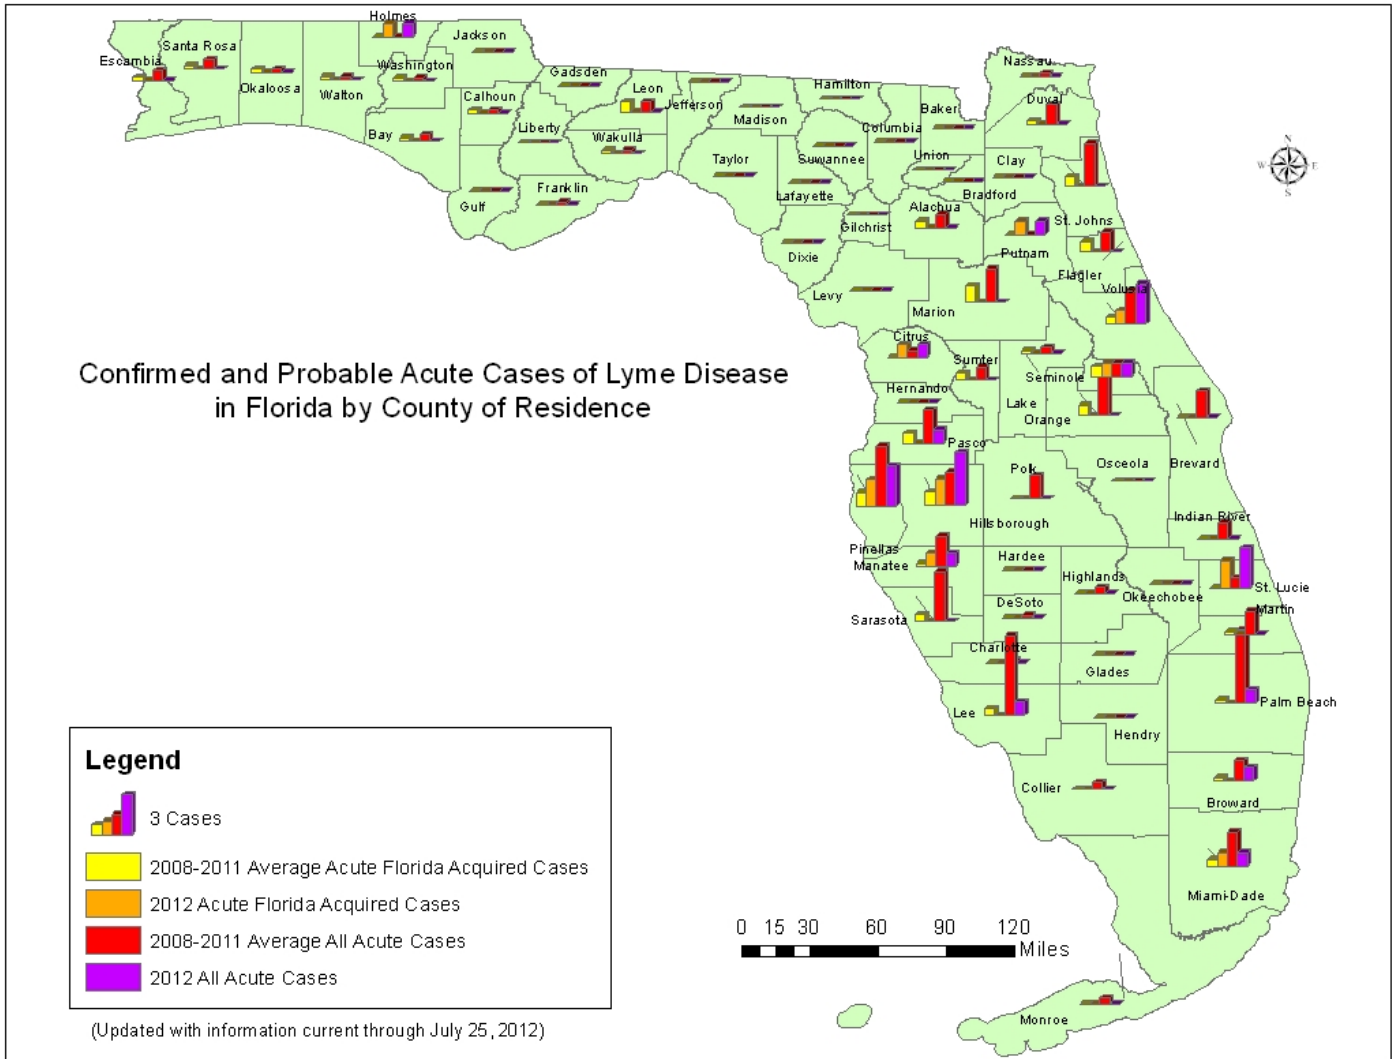 Holmes
Jackson
Santa Rosa
Escambia
Okaloosa
Walton
Washington
Calhoun
Bay
Gulf
Gadsden
Liberty
Franklin
Leon
Wakulla
Jefferson
Madison
Taylor
Hamilton
Suwannee
Lafayette
Columbia
Dixie
Gilchrist
Levy
Baker
Union
Bradford
Alachua
Nassau
Duval
Clay
St. Johns
Putnam
Flagler
Volusia
Marion
N
W
E
S
Confirmed and Probable Acute Cases of Lyme Disease
in Florida by County of Residence
Citrus
Sumter
Hernando
Seminole
Lake
Orange
Pasco
Polk
Osceola
Brevard
Hillsborough
Indian River
Pinellas
Manatee
Hardee
Highlands
Okeechobee
St. Lucie
Martin
DeSoto
Sarasota
Charlotte
Glades
Lee
Palm Beach
Hendry
Collier
Broward
Miami-Dade
Monroe
Legend
3 Cases
2008-2011 Average Acute Florida Acquired Cases
2012 Acute Florida Acquired Cases
2008-2011 Average All Acute Cases
2012 All Acute Cases
(Updated with information current through July 25, 2012)
0 15 30 60 90 120
Miles